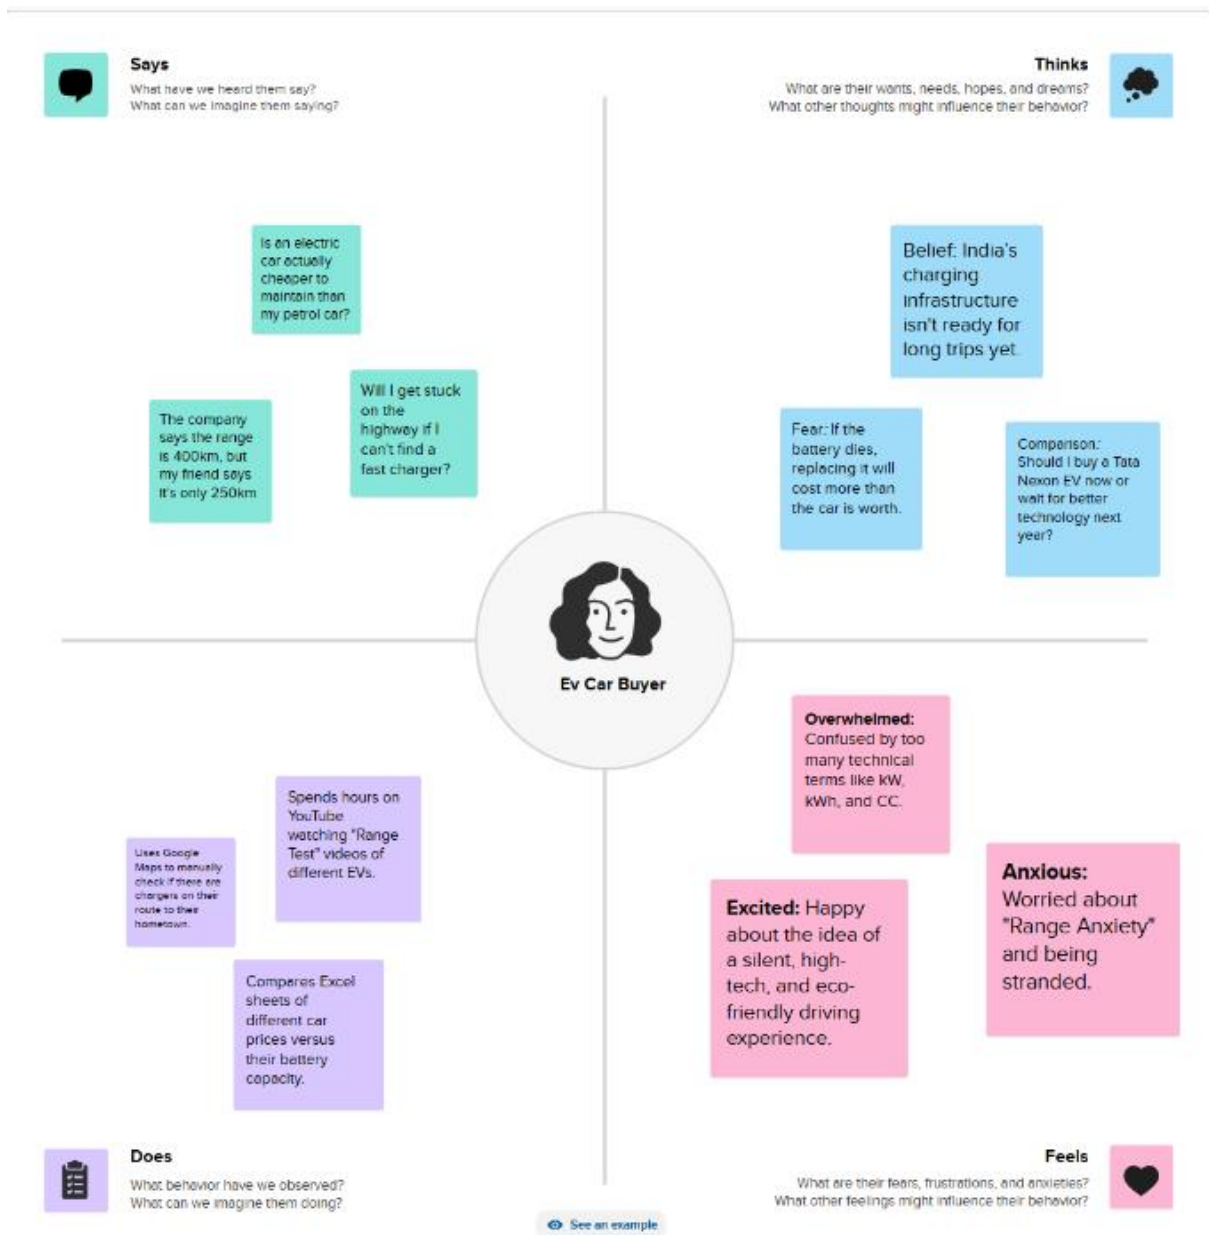 Says
What have we heard them say?
What can we imagine them saying?
Thinks
What are their wants, needs, hopes, and dreams?
What other thoughts might influence their behavior?
Is an electric
car actually
cheaper to
maintain than
my petrol car?
The company
says the range
is 400km, but
my friend says
it's only 250km
Will I get stuck
on the
highway if I
can't find a
fast charger?
Belief: India's
charging
infrastructure
isn't ready for
long trips yet.
Fear: If the
battery dies,
replacing it will
cost more than
the car is worth.
Comparison:
Should I buy a Tata
Nexon EV now or
wait for better
technology next
year?
Ev Car Buyer
Uses Google
Maps to manually
check if there are
chargers on their
route to their
hometown.
Spends hours on
YouTube
watching "Range
Test" videos of
different EVs.
Compares Excel
sheets of
different car
prices versus
their battery
capacity.
Overwhelmed:
Confused by too
many technical
terms like kW,
kWh, and CC.
Excited: Happy
about the idea of
a silent, high-
tech, and eco-
friendly driving
experience.
Anxious:
Worried about
"Range Anxiety"
and being
stranded.
Does
What behavior have we observed?
What can we imagine them doing?
Feels
What are their fears, frustrations, and anxieties?
What other feelings might influence their behavior?
See an example